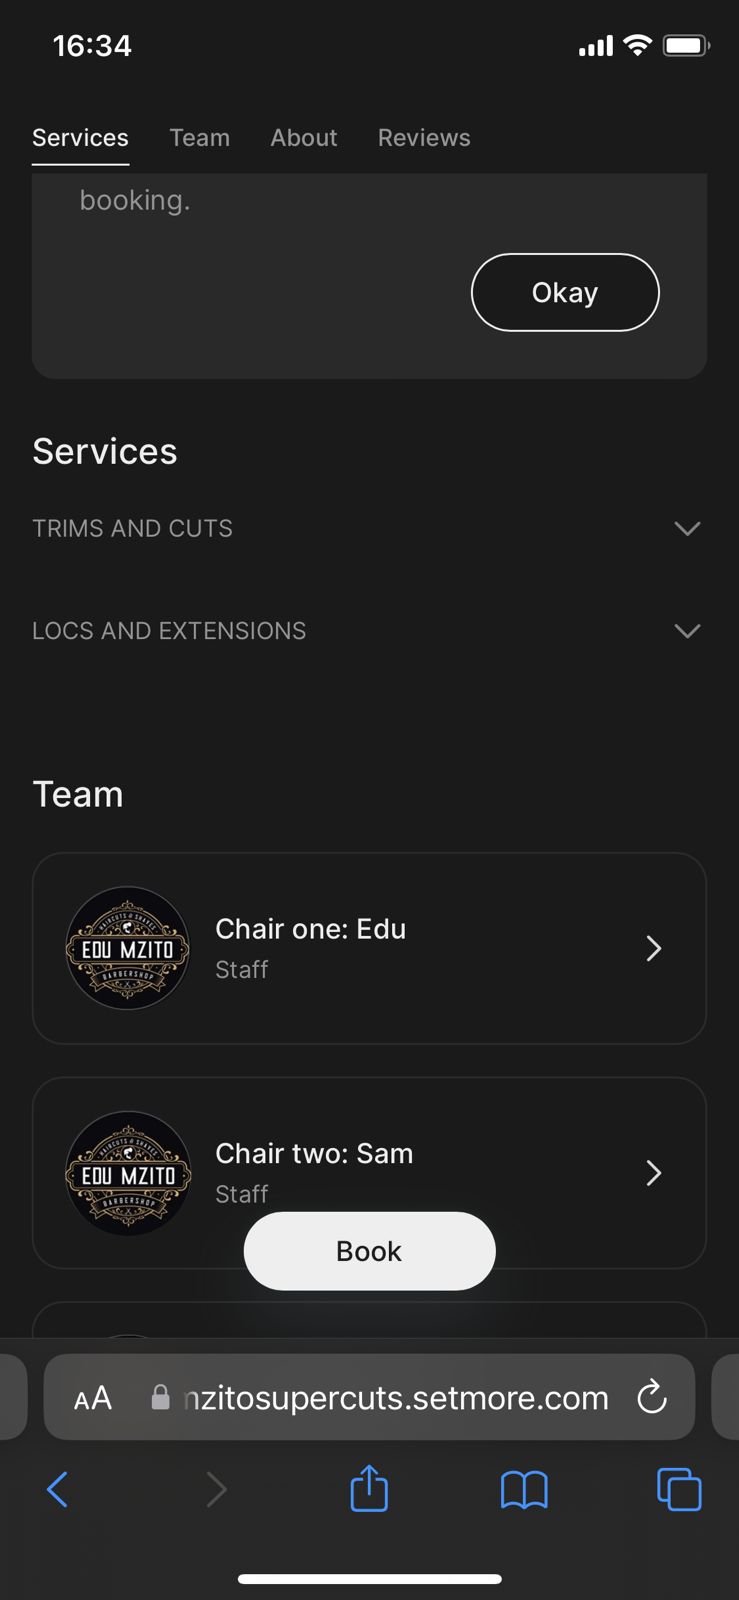 16:34
Services Team About Reviews
booking.
Okay
Services
TRIMS AND CUTS
LOCS AND EXTENSIONS
Team
HAIRCUTS & SHAVES
EDU MZITO
BARBERSHOP
Chair one: Edu
Staff
HAIRCUTS & SHAVES
EDU MZITO
BARBERSHOP
Chair two: Sam
Staff
Book
AA
zitosupercuts.setmore.com